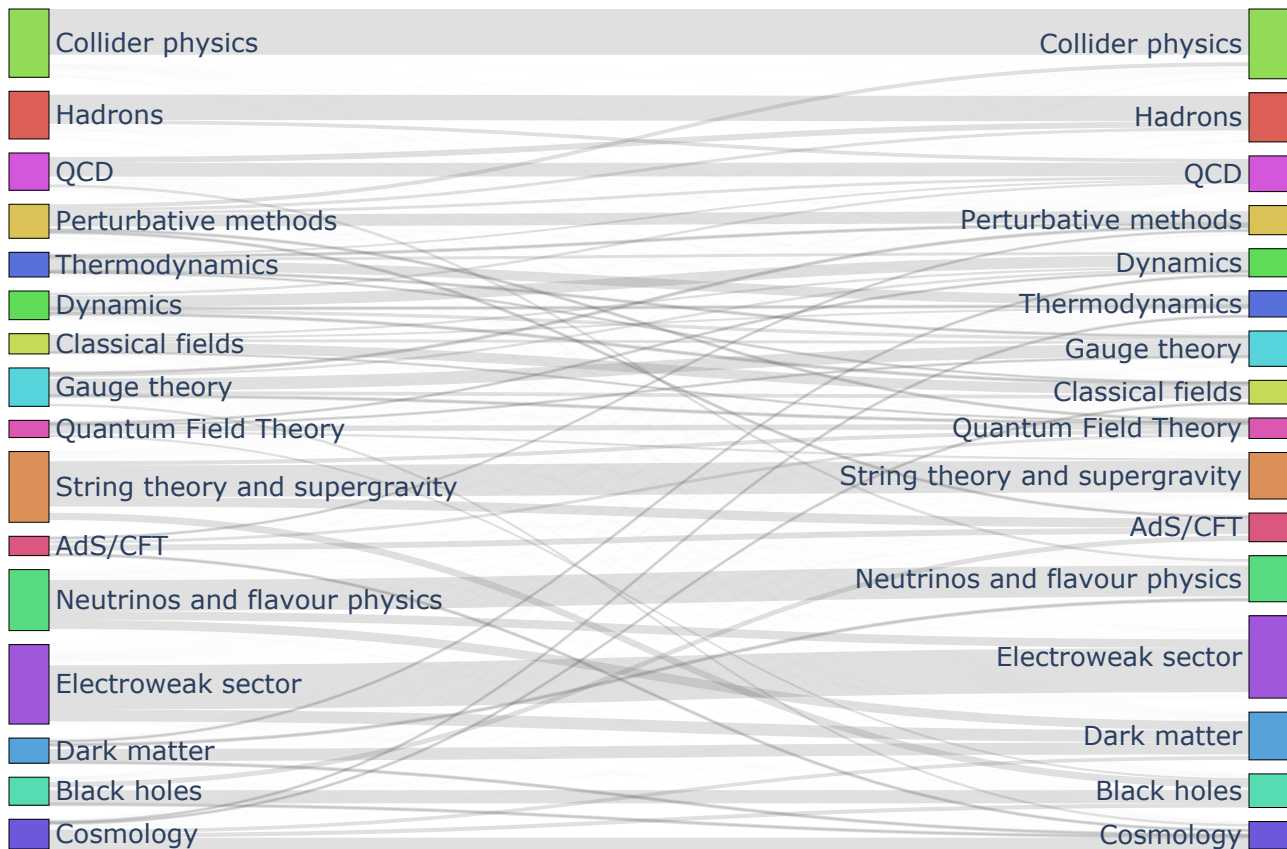 Collider physics
Hadrons
QCD
Perturbative methods
Thermodynamics
Dynamics
Classical fields
Gauge theory
Quantum Field Theory
String theory and supergravity
AdS/CFT
Neutrinos and flavour physics
Electroweak sector
Dark matter
Black holes
Cosmology
Collider physics
Hadrons
QCD
Perturbative methods
Dynamics
Thermodynamics
Gauge theory
Classical fields
Quantum Field Theory
String theory and supergravity
AdS/CFT
Neutrinos and flavour physics
Electroweak sector
Dark matter
Black holes
Cosmology